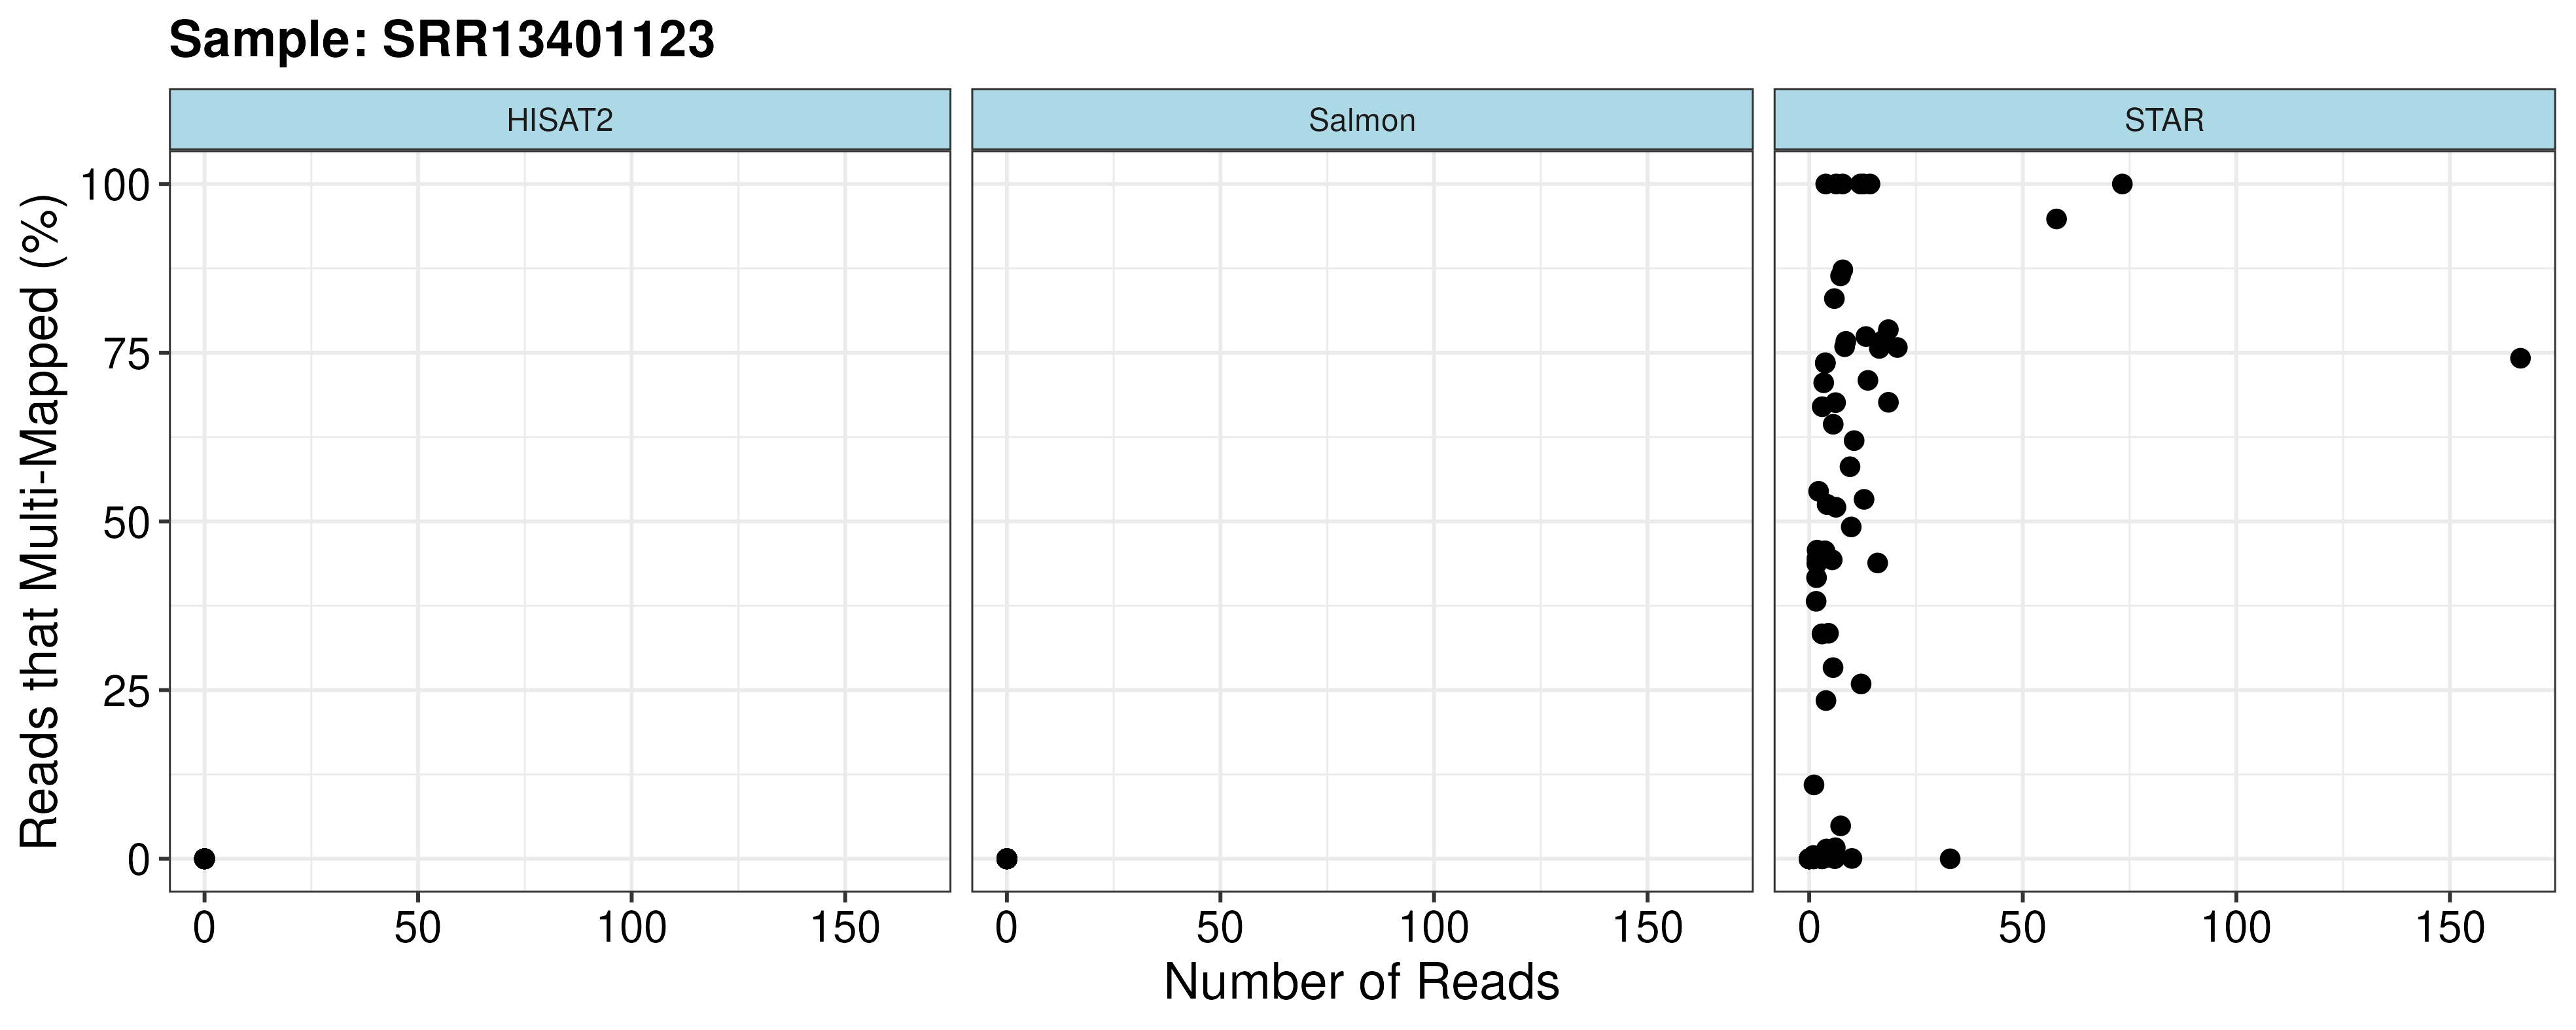 Sample: SRR13401123
HISAT2
Salmon
STAR
Reads that Multi-Mapped (%)
100
75
50
25
0
0 50 100 150
0 50 100 150
0 50 100 150
Number of Reads